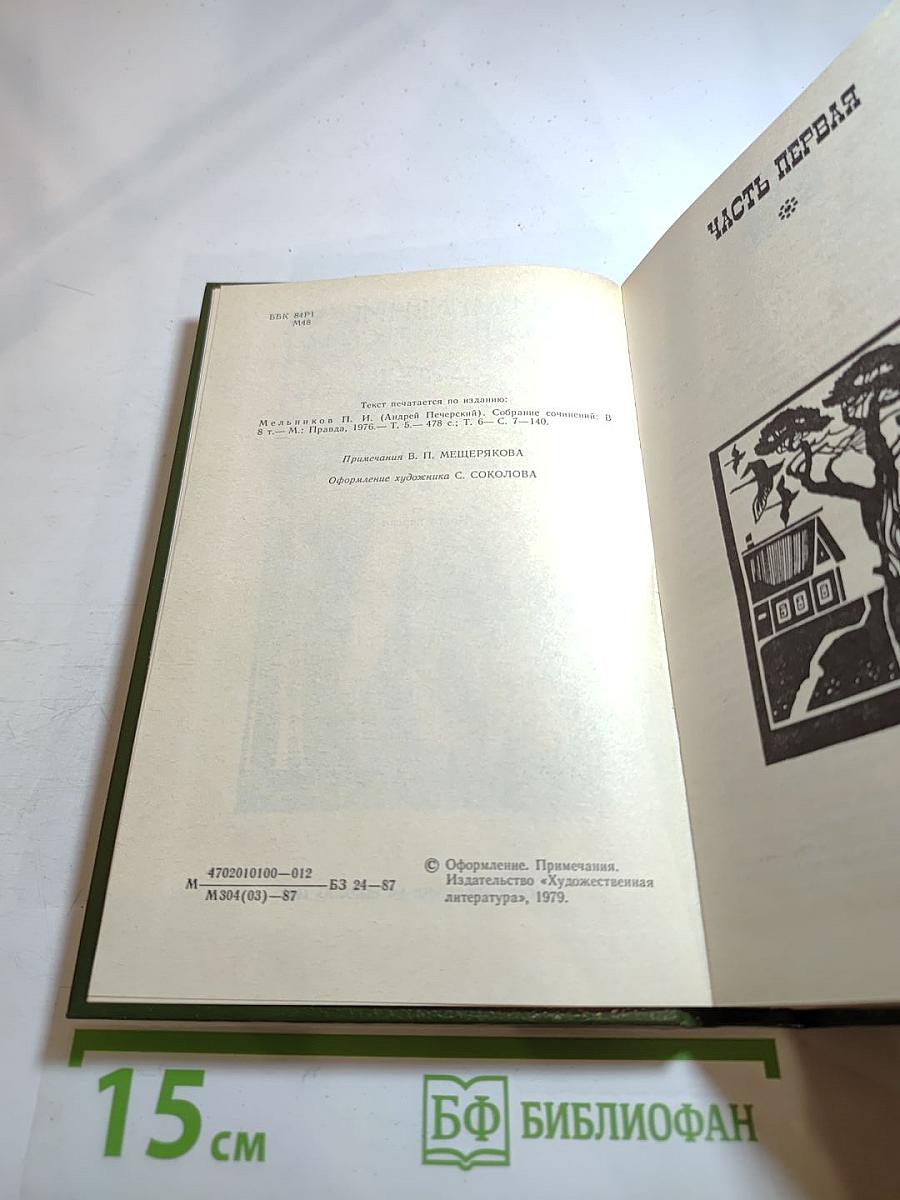 ББК 84Р1
М48
Текст печатается по изданию:
Мельников П. И. (Андрей Печерский). Собрание сочинений: В
8 т.— М.: Правда, 1976.— Т. 5.— 478 с.; Т. 6— С. 7—140.
Примечания В. П. МЕЩЕРЯКОВА
Оформление художника С. СОКОЛОВА
4702010100—012
М
БЗ 24—87
М304(03)—87
© Оформление. Примечания.
Издательство «Художественная
литература», 1979.
ЧАСТЬ ПЕРВАЯ
15 см
БФ БИБЛИОФАН